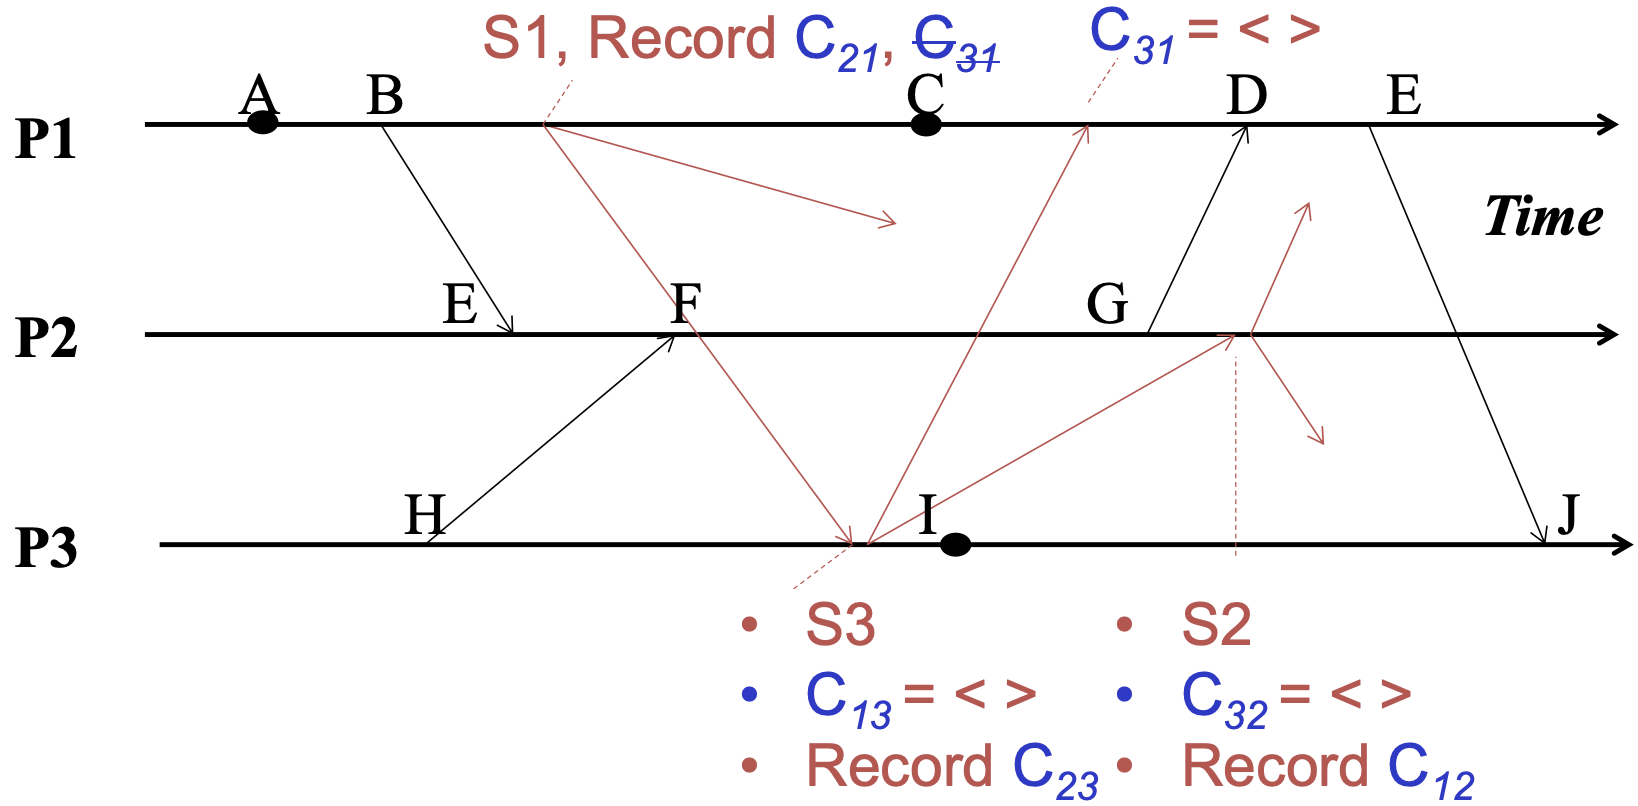 S1, Record C21, C31
C31 = < >
A B C D E
P1
Time
E F G
P2
H I J
P3
• S3
• C13 = < >
• Record C23
• S2
• C32 = < >
• Record C12